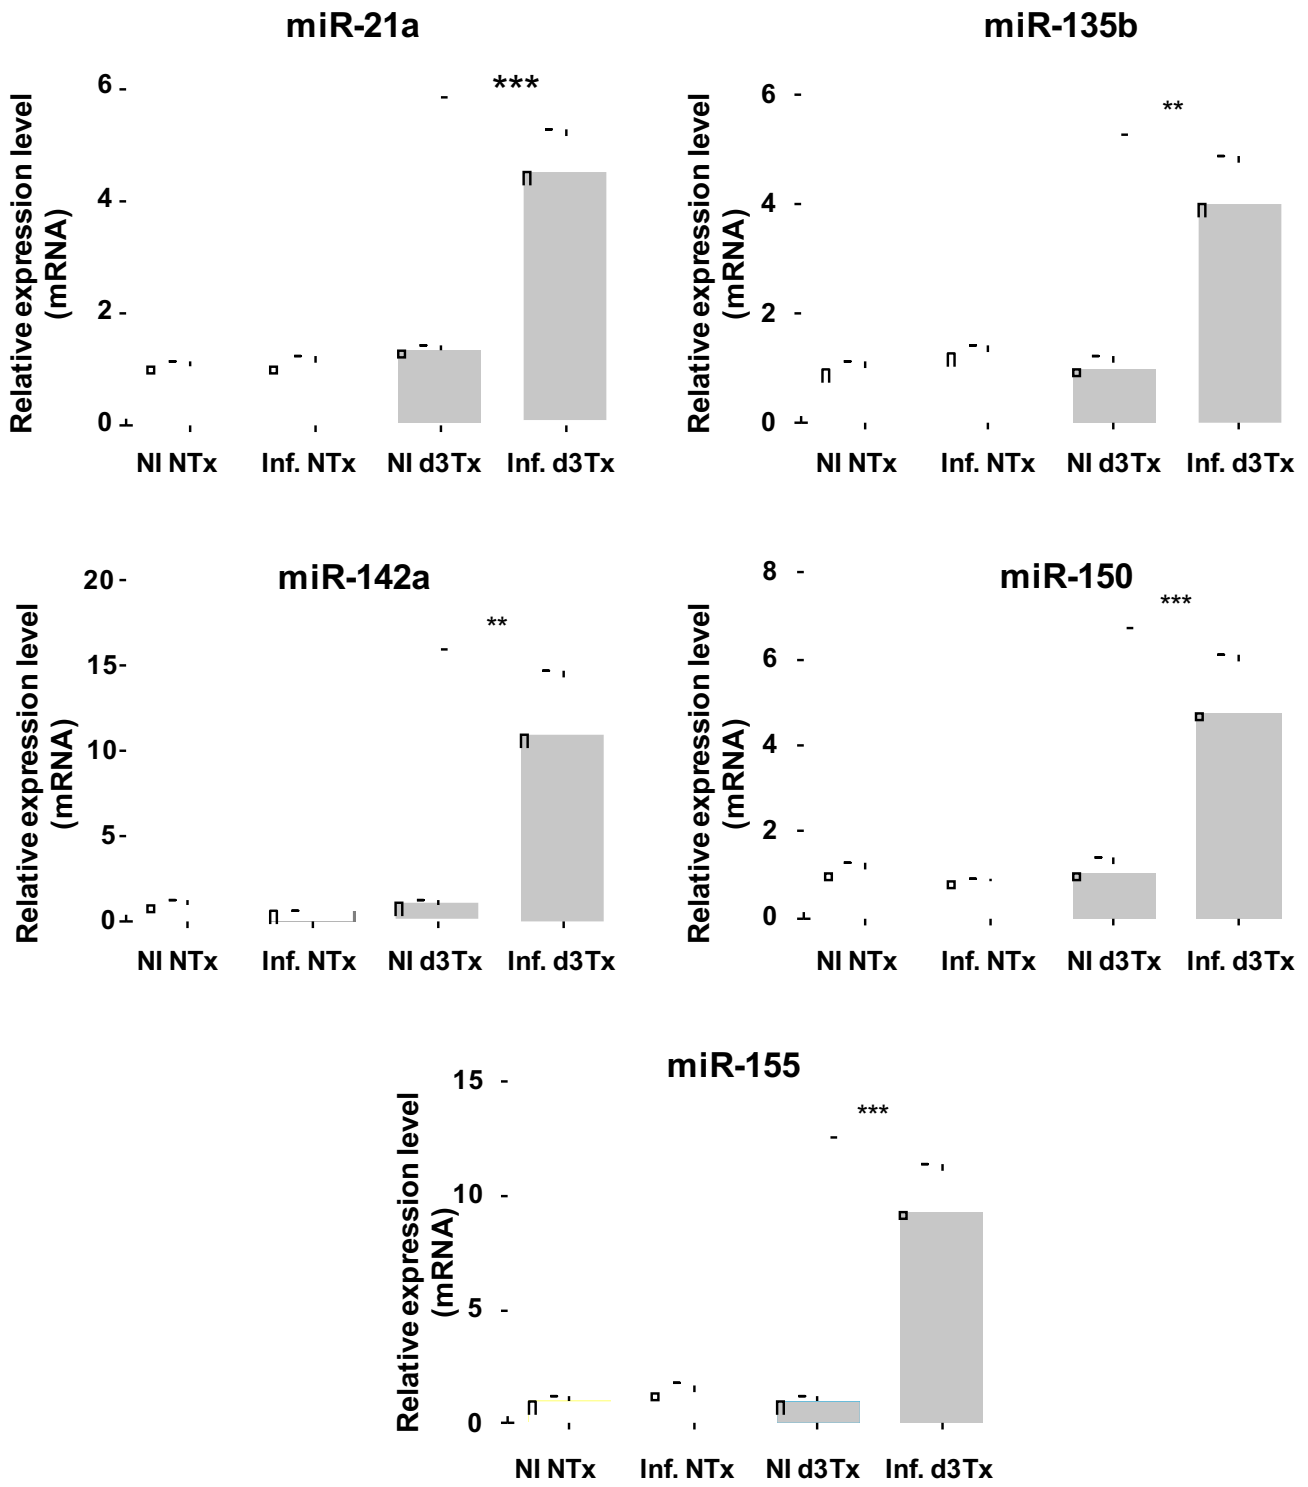 miR-21a
Relative expression level
(mRNA)
6
4
2
0
***
NI NTx Inf. NTx NI d3Tx Inf. d3Tx
miR-135b
Relative expression level
(mRNA)
6
4
2
0
**
NI NTx Inf. NTx NI d3Tx Inf. d3Tx
miR-142a
Relative expression level
(mRNA)
20
15
10
5
0
**
NI NTx Inf. NTx NI d3Tx Inf. d3Tx
miR-150
Relative expression level
(mRNA)
8
6
4
2
0
***
NI NTx Inf. NTx NI d3Tx Inf. d3Tx
miR-155
Relative expression level
(mRNA)
15
10
5
0
***
NI NTx Inf. NTx NI d3Tx Inf. d3Tx